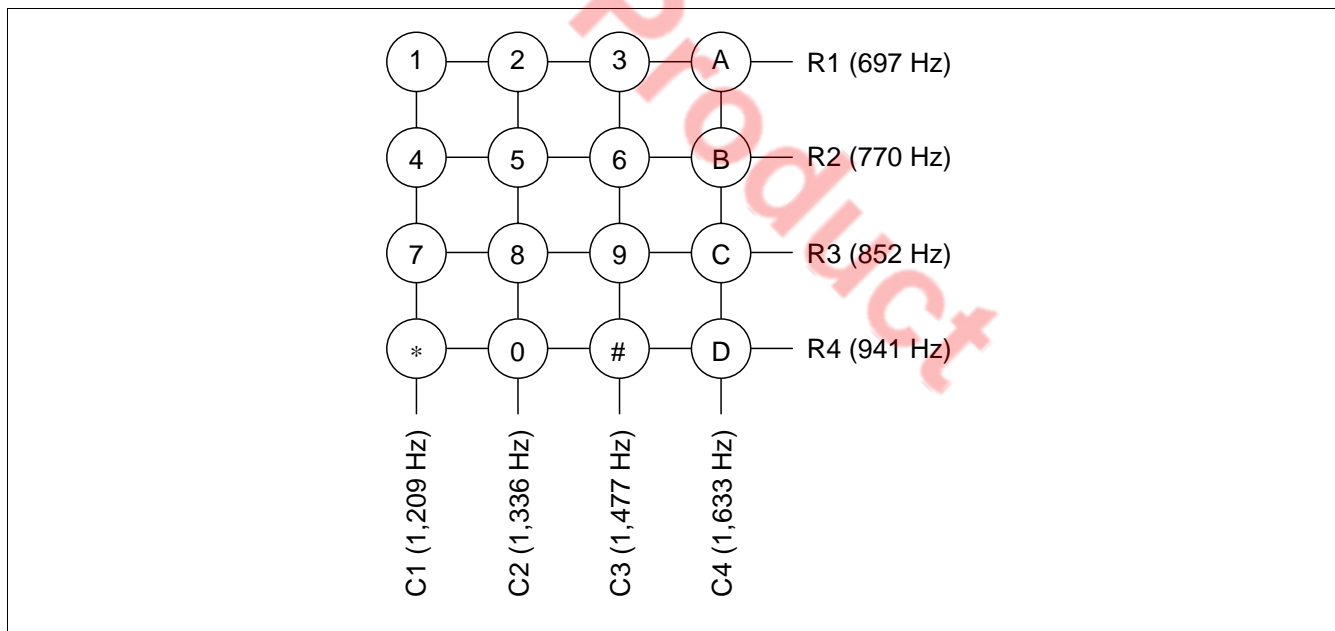 1 2 3 A R1 (697 Hz)
4 5 6 B R2 (770 Hz)
7 8 9 C R3 (852 Hz)
* 0 # D R4 (941 Hz)
C1 (1,209 Hz)
C2 (1,336 Hz)
C3 (1,477 Hz)
C4 (1,633 Hz)
Product